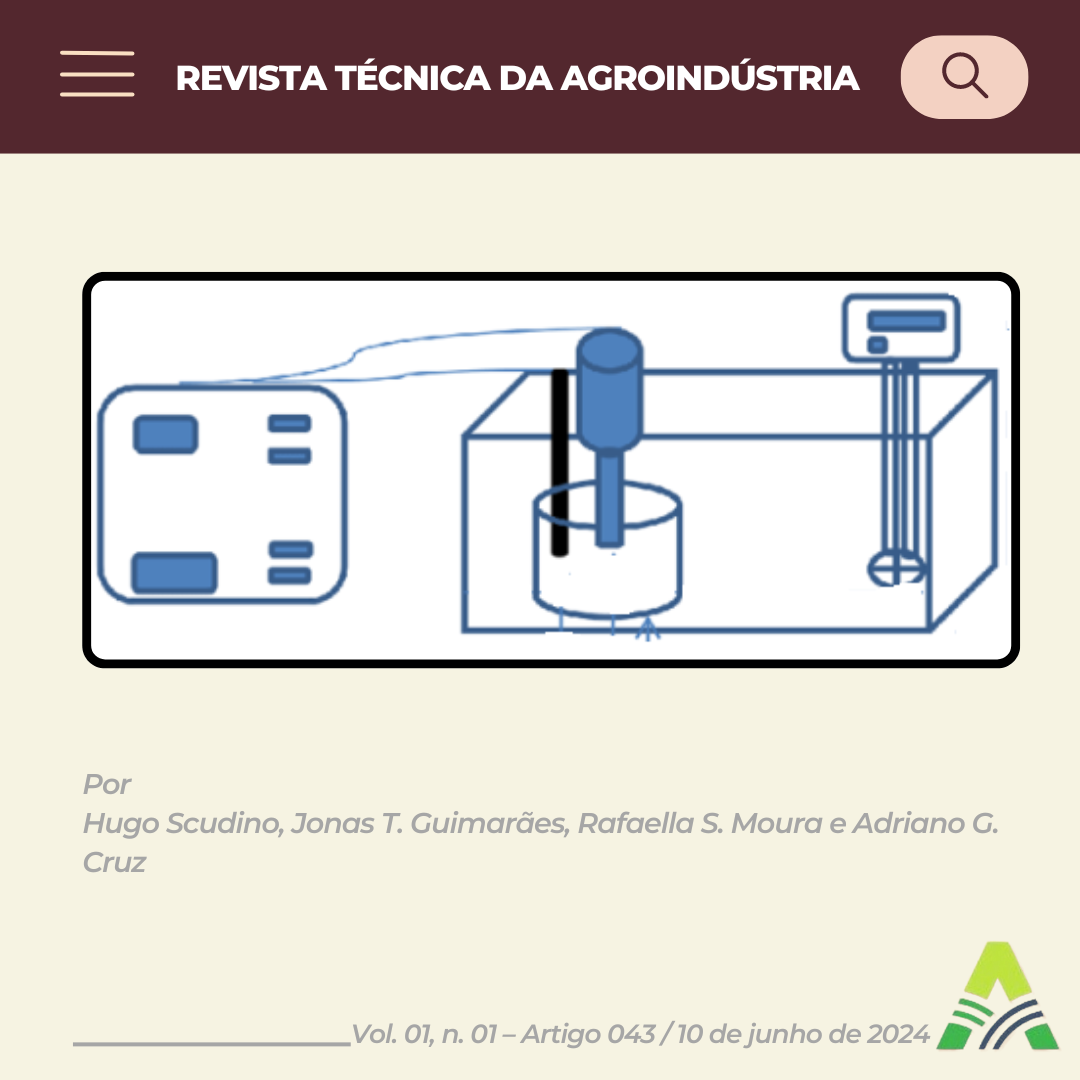 REVISTA TÉCNICA DA AGROINDÚSTRIA
Por
Hugo Scudino, Jonas T. Guimarães, Rafaella S. Moura e Adriano G.
Cruz
Vol. 01, n. 01 – Artigo 043 / 10 de junho de 2024